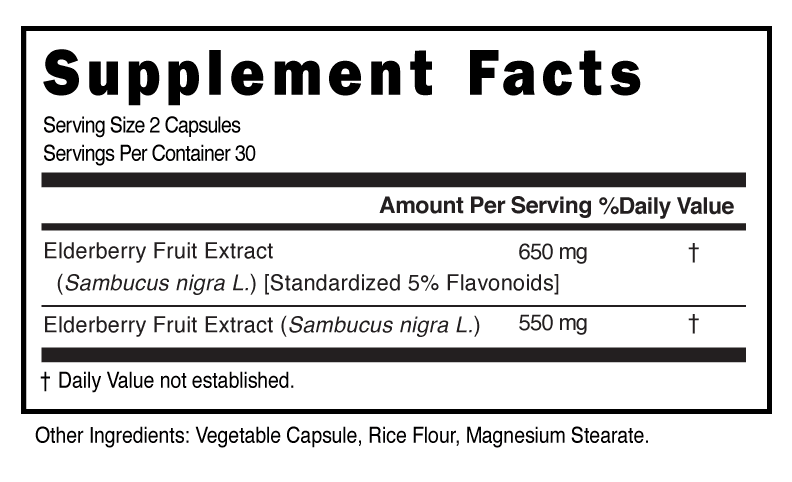 Supplement Facts
Serving Size 2 Capsules
Servings Per Container 30
Amount Per Serving %Daily Value
Elderberry Fruit Extract 650 mg †
(Sambucus nigra L.) [Standardized 5% Flavonoids]
Elderberry Fruit Extract (Sambucus nigra L.) 550 mg †
† Daily Value not established.
Other Ingredients: Vegetable Capsule, Rice Flour, Magnesium Stearate.